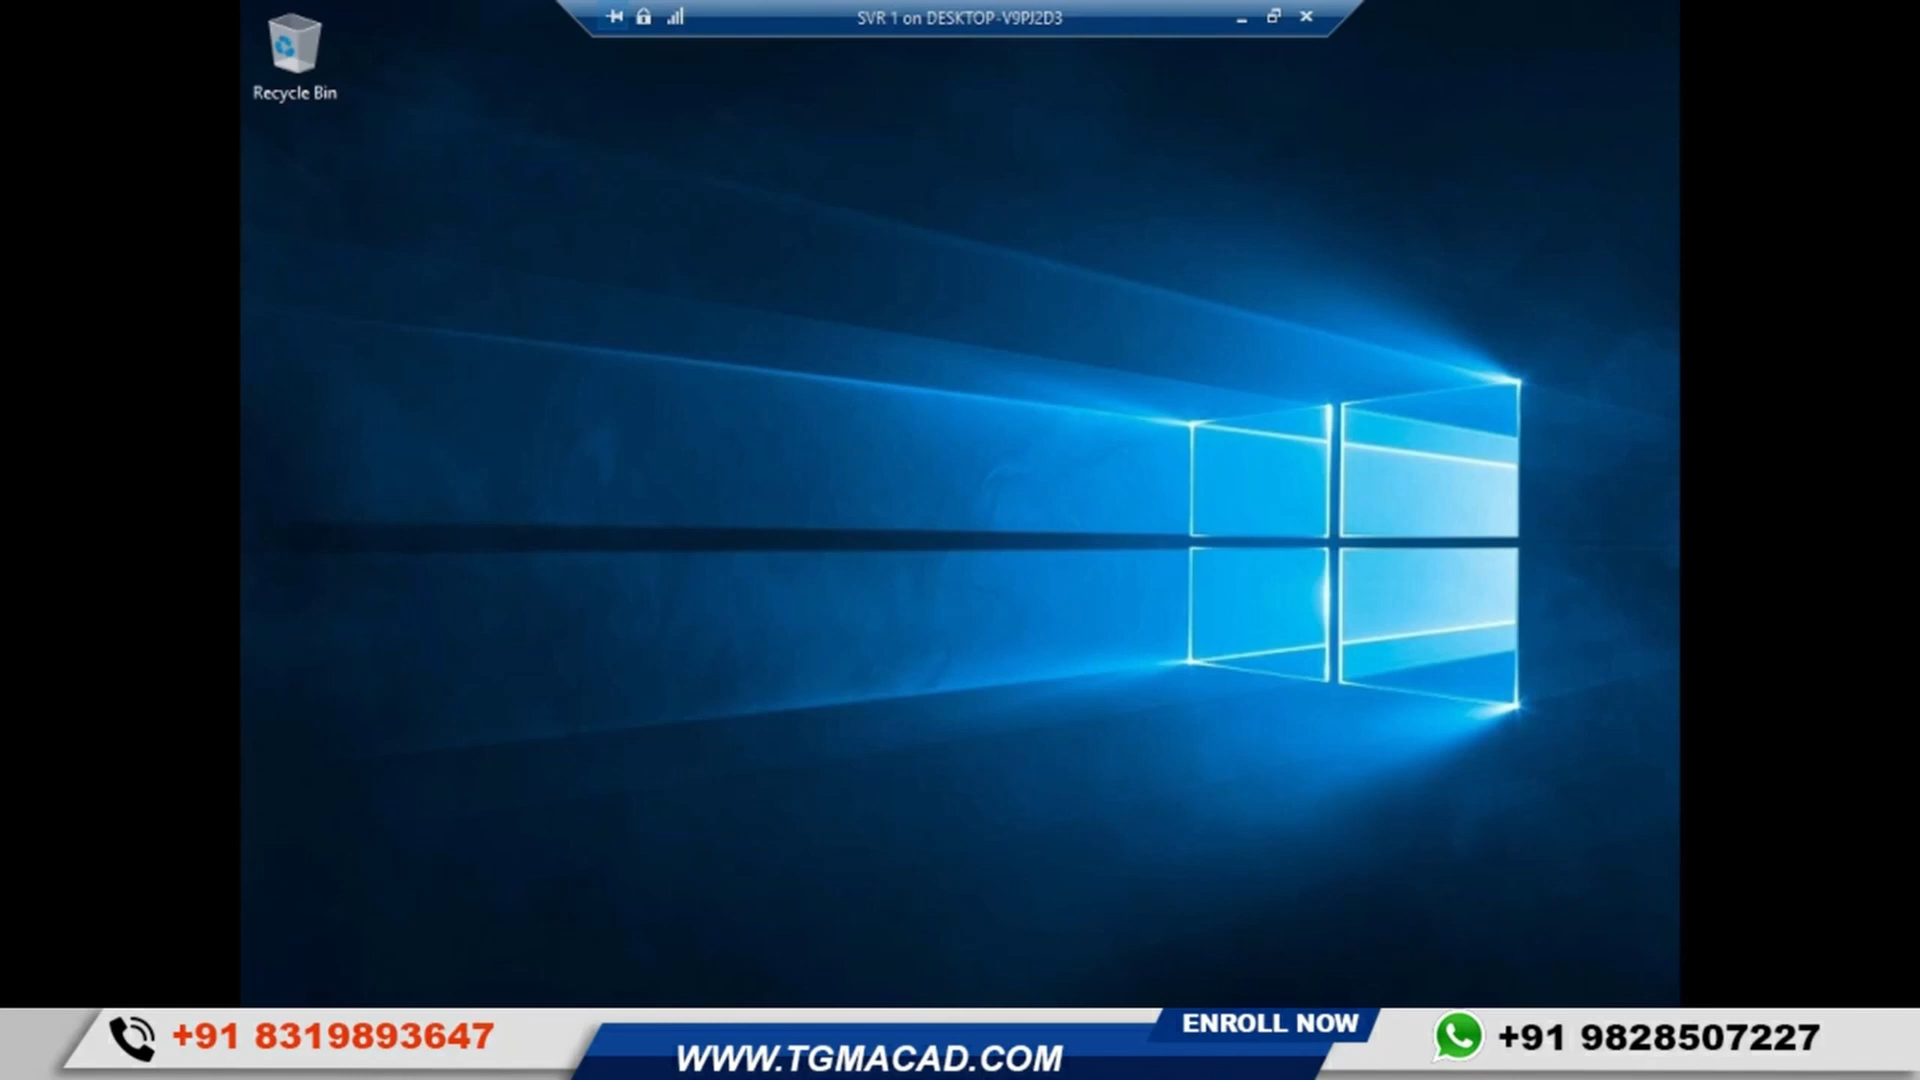 SVR 1 on DESKTOP-V9PJ2D3
Recycle Bin
+91 8319893647
WWW.TGMACAD.COM
ENROLL NOW
+91 9828507227